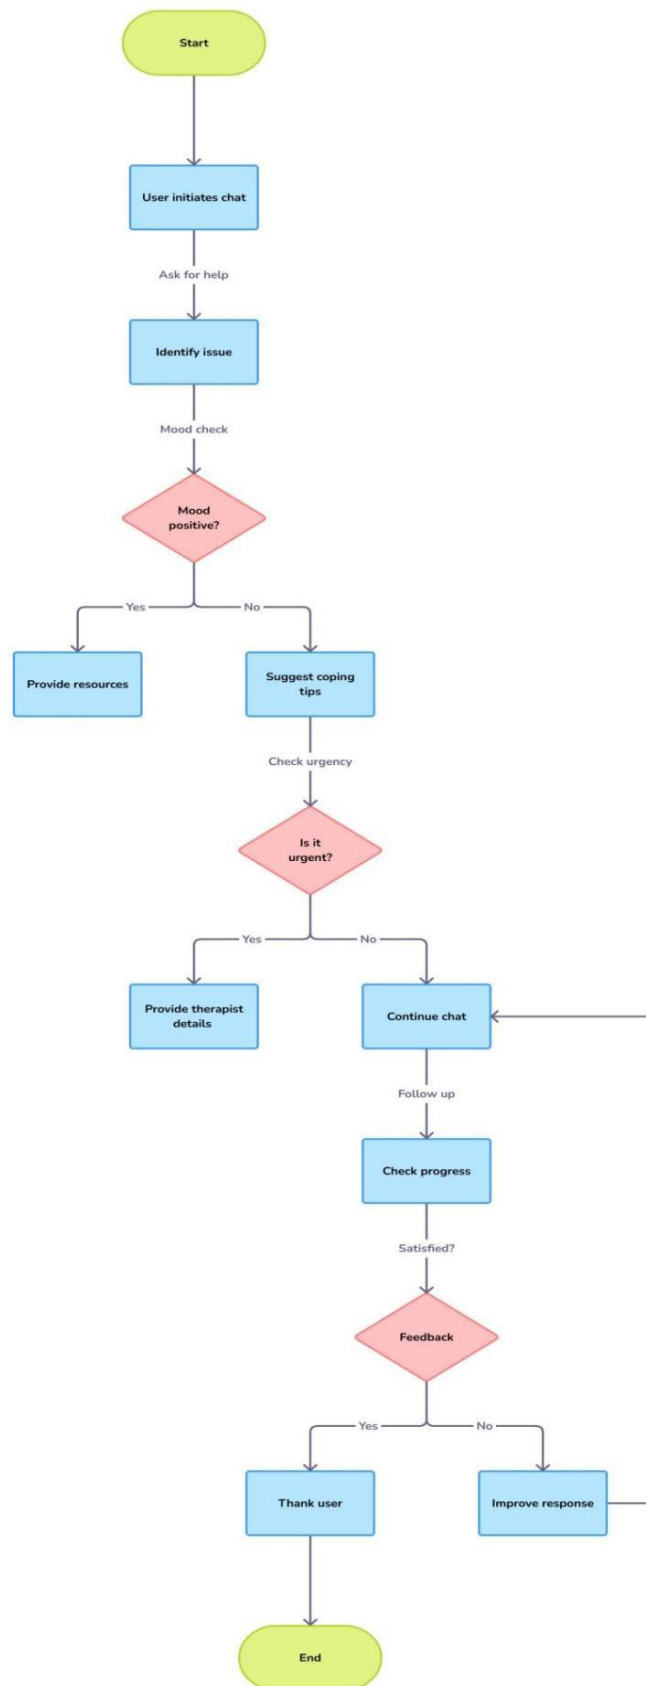 Start
User initiates chat
Ask for help
Identify issue
Mood check
Mood
positive?
Yes
No
Provide resources
Suggest coping
tips
Check urgency
Is it
urgent?
Yes
No
Provide therapist
details
Continue chat
Follow up
Check progress
Satisfied?
Feedback
Yes
No
Thank user
Improve response
End